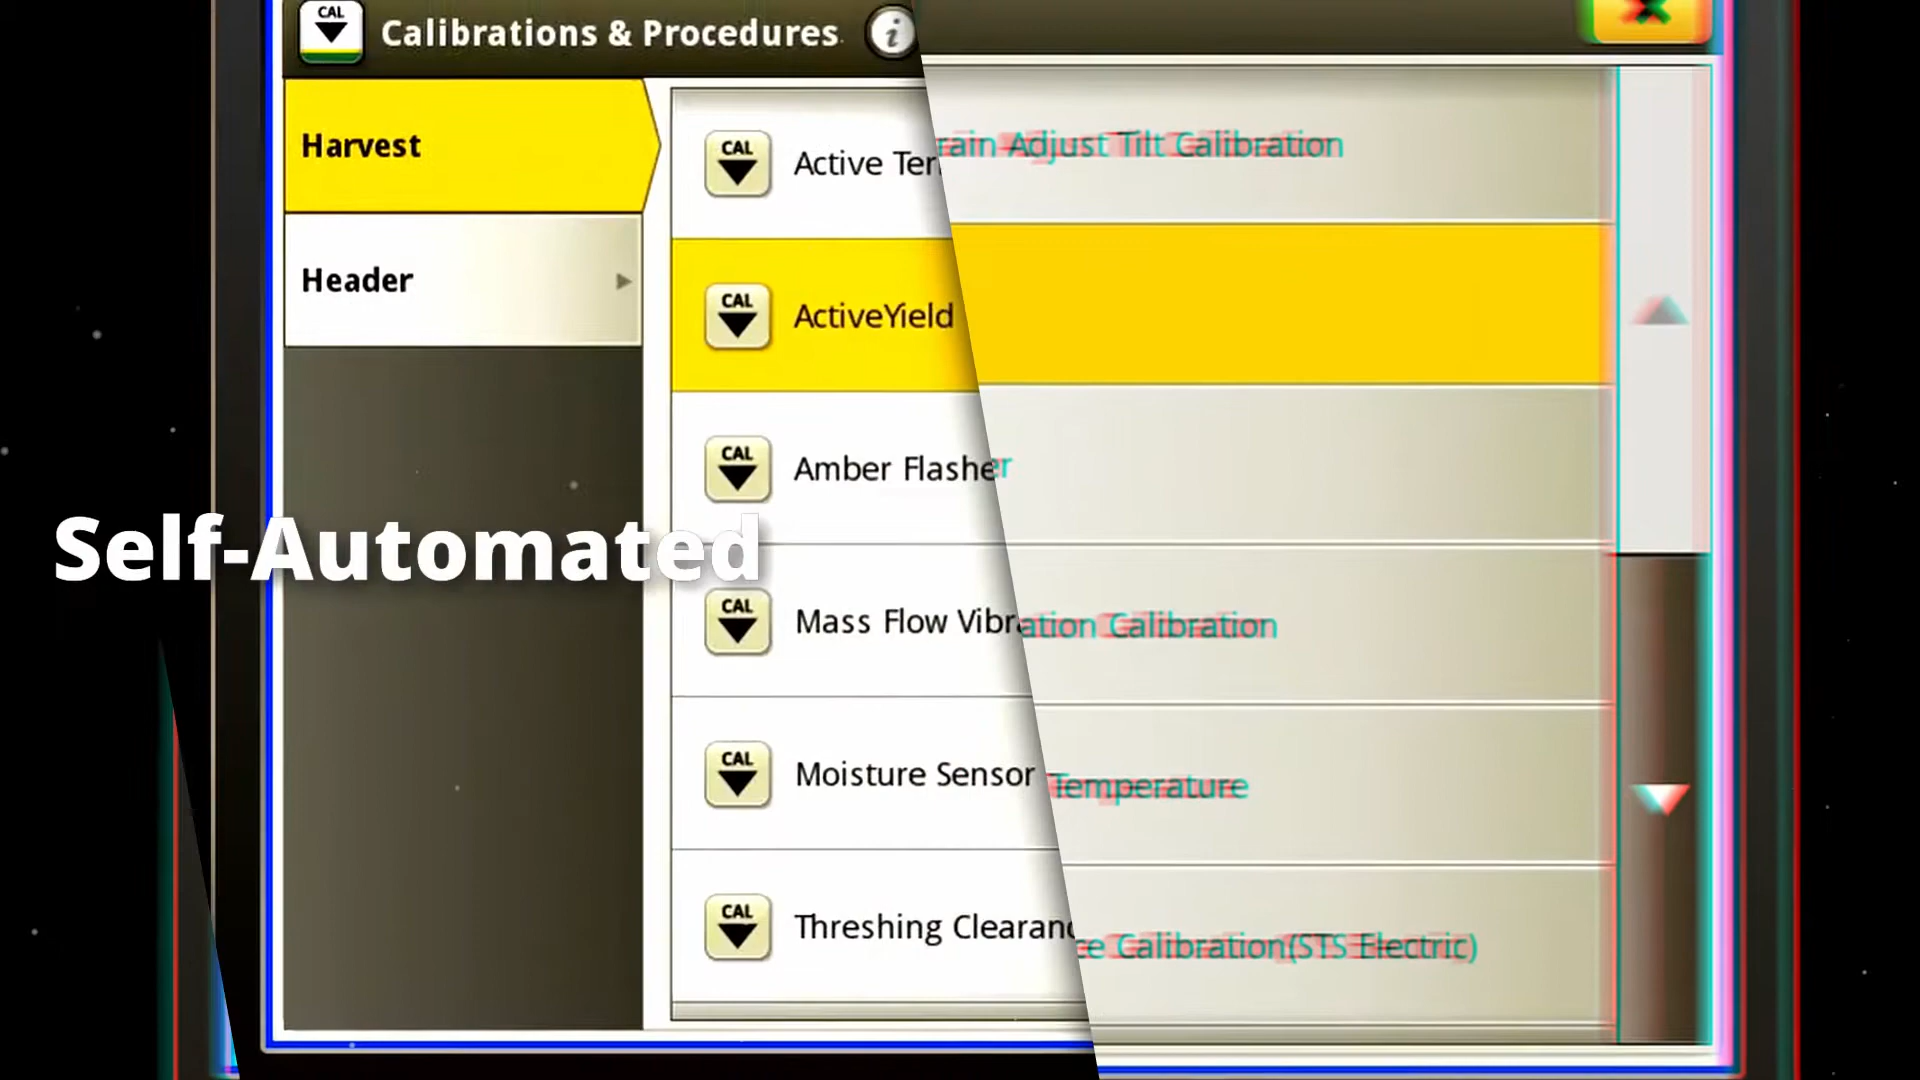 CAL
Calibrations & Procedures
i
Harvest
Header
CAL
Active Terrain Adjust Tilt Calibration
CAL
ActiveYield
CAL
Amber Flasher
Self-Automated
CAL
Mass Flow Vibration Calibration
CAL
Moisture Sensor Temperature
CAL
Threshing Clearance Calibration(STS Electric)